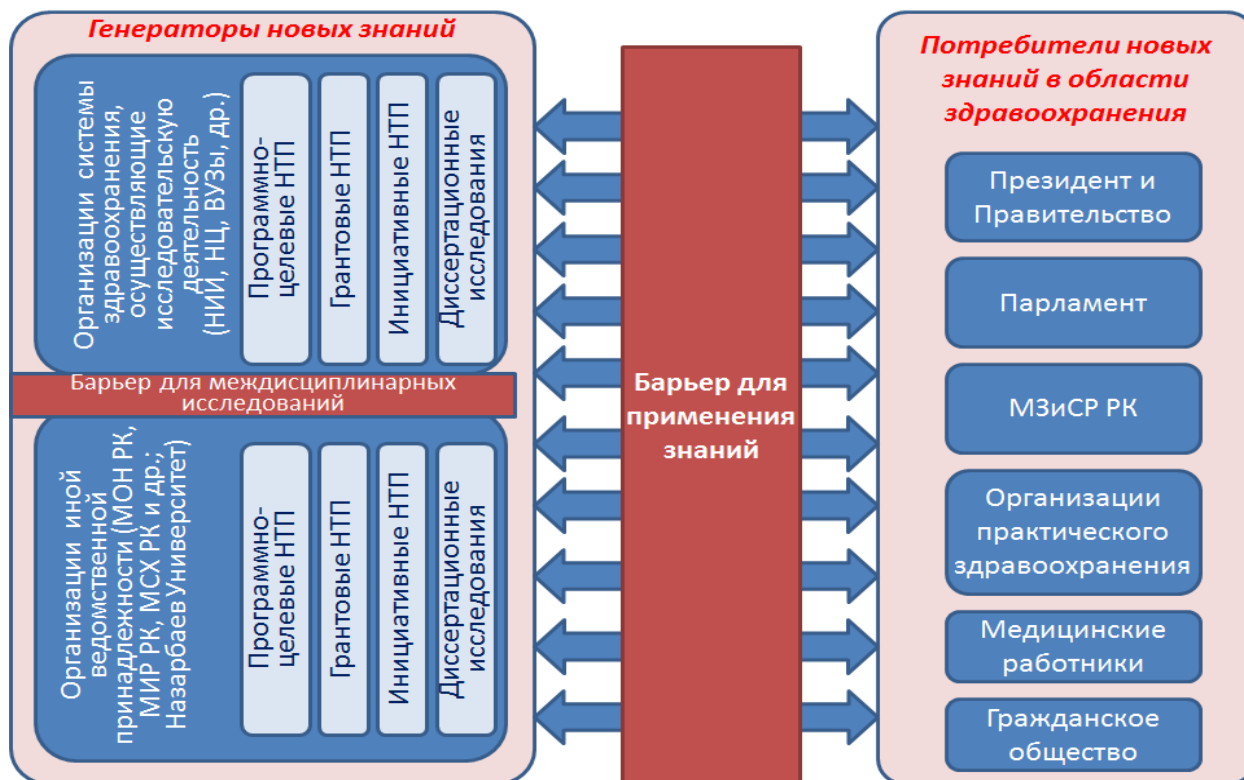 Генераторы новых знаний
Организации системы
здравоохранения,
осуществляющие
исследовательскую
деятельность
(НИИ, НЦ, ВУЗы, др.)
Программно-
целевые НТП
Грантовые НТП
Инициативные НТП
Диссертационные
исследования
Барьер для междисциплинарных
исследований
Организации иной
ведомственной
принадлежности (МОН РК,
МИР РК, МСХ РК и др.;
Назарбаев Университет)
Программно-
целевые НТП
Грантовые НТП
Инициативные НТП
Диссертационные
исследования
Барьер для
применения
знаний
Потребители новых
знаний в области
здравоохранения
Президент и
Правительство
Парламент
МЗиСР РК
Организации
практического
здравоохранения
Медицинские
работники
Гражданское
общество